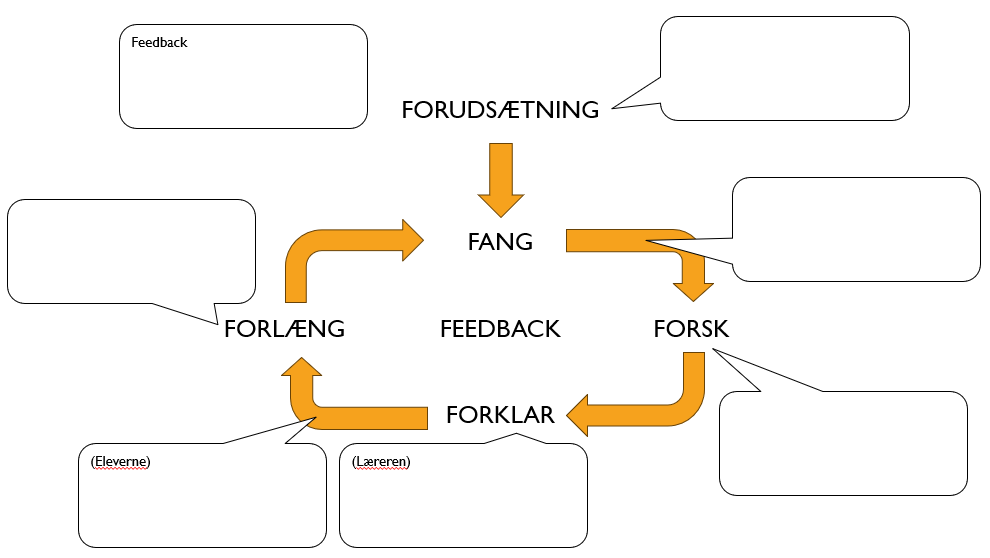 Feedback
FORUDSÆTNING
FANG
FORLÆNG
FEEDBACK
FORSK
FORKLAR
(Eleverne)
(Læreren)